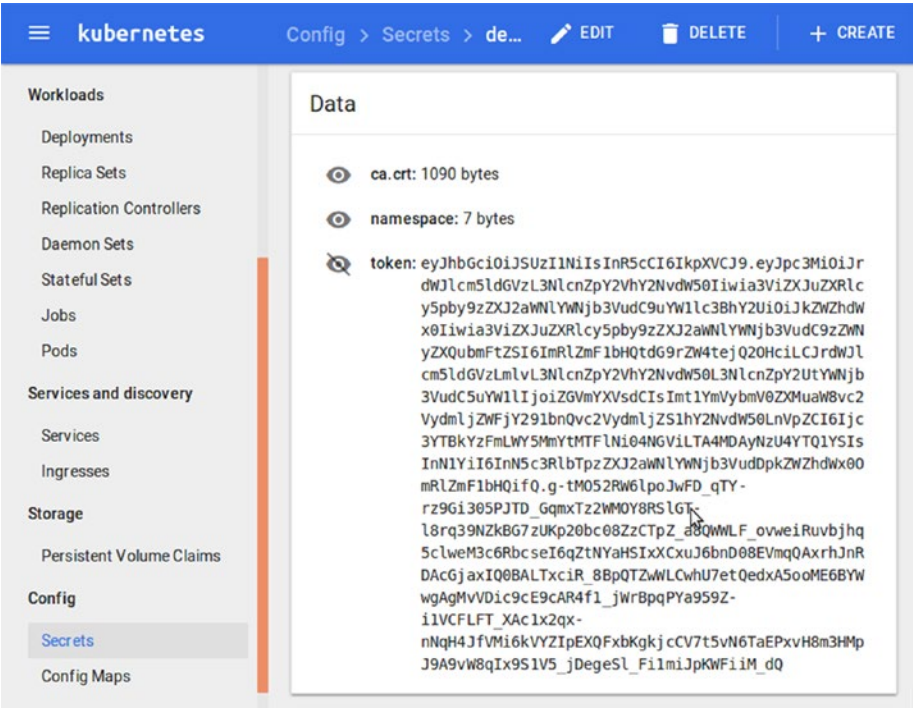 kubernetes
Config > Secrets > de...
EDIT
DELETE
+ CREATE
Workloads
Deployments
Replica Sets
Replication Controllers
Daemon Sets
Stateful Sets
Jobs
Pods
Services and discovery
Services
Ingresses
Storage
Persistent Volume Claims
Config
Secrets
Config Maps
Data
ca.crt: 1090 bytes
namespace: 7 bytes
token: eyJhbGciOiJSUzI1NiIsInR5cCI6IkpXVCJ9.eyJpc3MiOiJr
dWJlcm5ldGVzL3NlcnZpY2VhY2NvdW50Iiwia3ViZXJuZXRlc
y5pby9zZXJ2aWNlYWNjb3VudC9uYW1lc3BhY2UiOiJkZWZhdW
x0Iiwia3ViZXJuZXRlcy5pby9zZXJ2aWNlYWNjb3VudC9zZWN
yZXQubmFtZSI6ImRlZmF1bHQtdG9rZW4tejQ2OHciLCJrdWJl
cm5ldGVzLmlvL3NlcnZpY2VhY2NvdW50L3NlcnZpY2UtYWNjb
3VudC5uYW1lIjoiZGVmYXVsdCIsImt1YmVybmV0ZXMuaW8vc2
VydmljZWFjY291bnQvc2VydmljZS1hY2NvdW50LnVpZCI6Ijc
3YTBkYzFmLWY5MmYtMTFlNi04NGViLTA4MDAyNzU4YTQ1YSIs
InN1YiI6InN5c3RlbTpzZXJ2aWNlYWNjb3VudDpkZWZhdWx0O
mRlZmF1bHQifQ.g-tMO52RW6lpoJwFD_qTY-
rz9Gi305PJTD_GqmxTz2WMOY8RSlGT-
l8rq39NZkBG7zUKp20bc08ZzCTpZ_a8QWWLF_ovweiRuvbjhq
5clweM3c6RbcseI6qZtNYaHSIxXCxuJ6bnD08EVmqQAxrhJnR
DAcGjaxIQ0BALTxciR_8BpQTZwWLCwhU7etQedxA5ooME6BYW
wgAgMvVDic9cE9cAR4f1_jWrBpqPYa959Z-
i1VCFLFT_XAc1x2qx-
nNqH4JfVMi6kVYZIpEXQFxbKgkjcCV7t5vN6TaEPxvH8m3HMp
J9A9vW8qIx9S1V5_jDegeSl_Fi1miJpKWFiiM_dQ